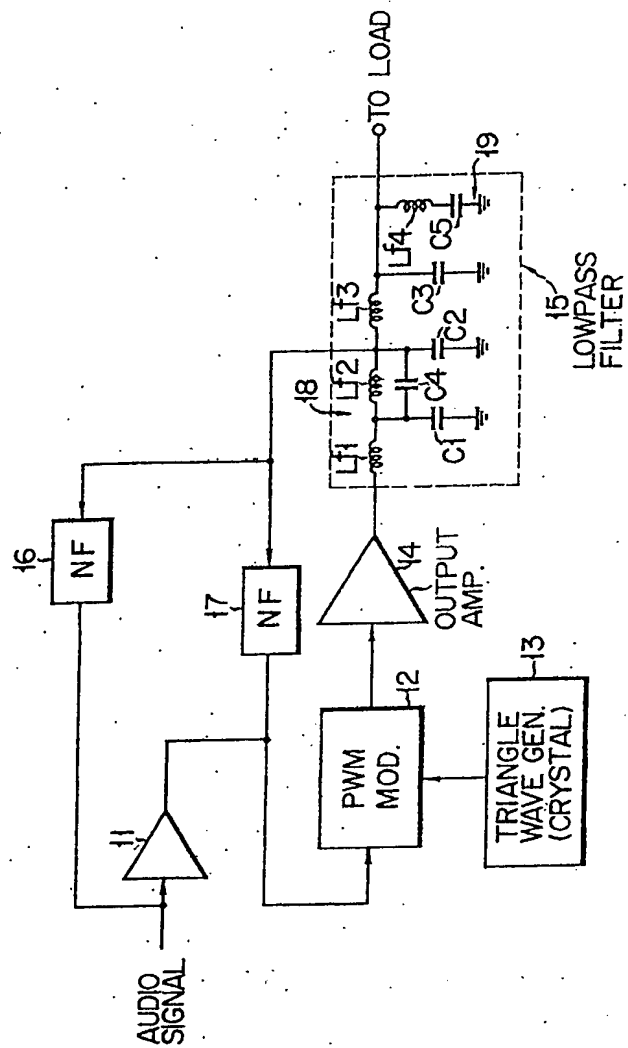 AUDIO
SIGNAL
11
16
NF
17
NF
12
PWM
MOD.
13
TRIANGLE
WAVE GEN.
(CRYSTAL)
14
OUTPUT
AMP.
18
Lf1
Lf2
Lf3
C1
C4
C2
C3
Lf4
C5
19
TO LOAD
15
LOWPASS
FILTER